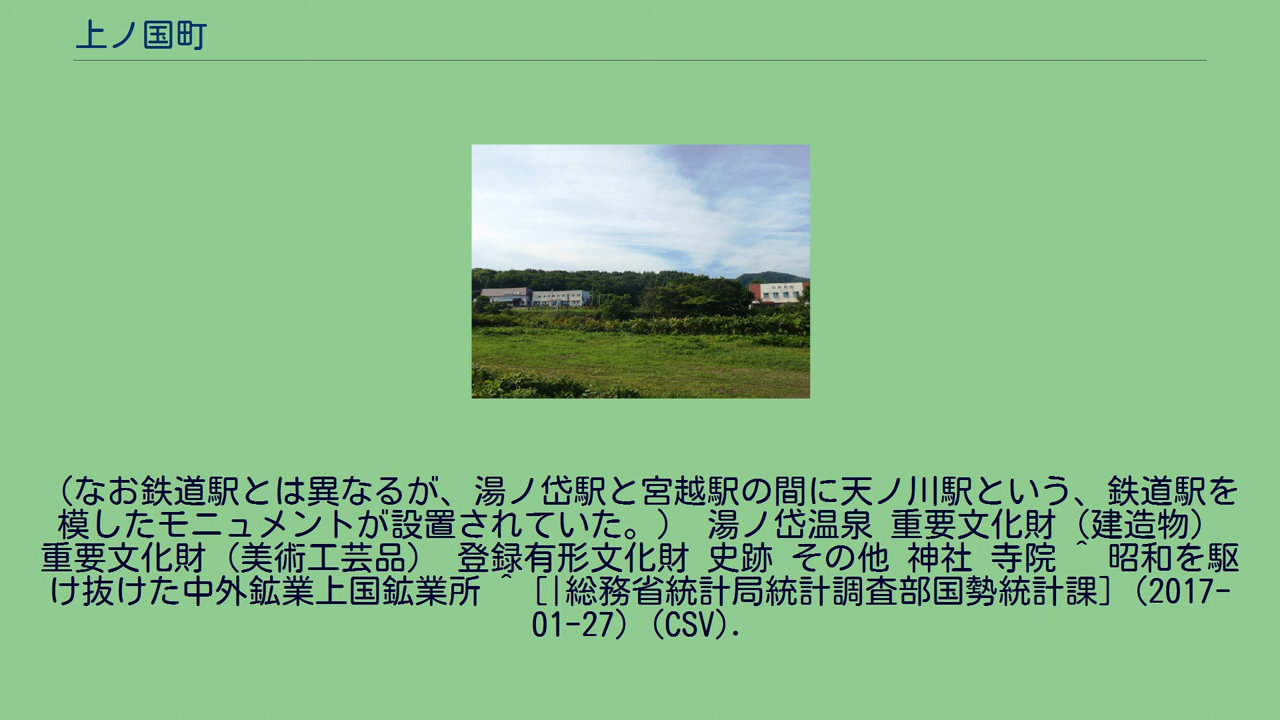 上ノ国町
（なお鉄道駅とは異なるが、湯ノ岱駅と宮越駅の間に天ノ川駅という、鉄道駅を
模したモニュメントが設置されていた。） 湯ノ岱温泉 重要文化財（建造物）
重要文化財（美術工芸品） 登録有形文化財 史跡 その他 神社 寺院 ^ 昭和を駆
け抜けた中外鉱業上国鉱業所 ^ [|総務省統計局統計調査部国勢統計課]（2017-
01-27）（CSV）.